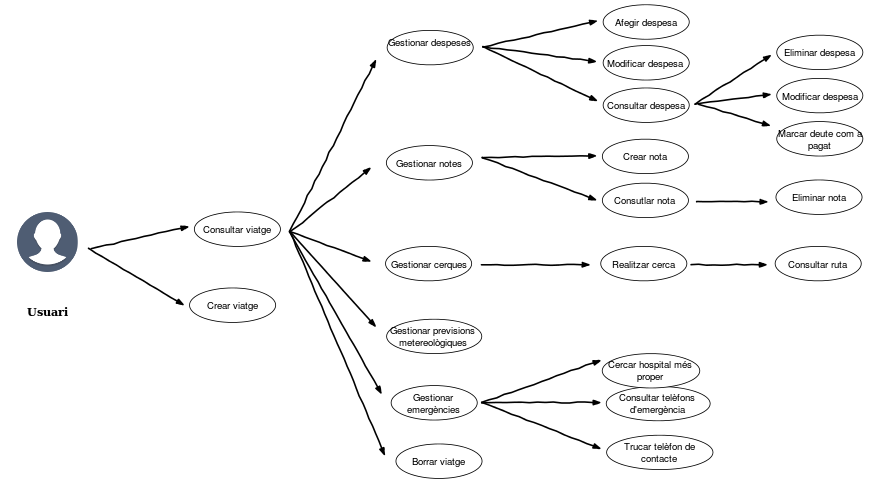 Usuari
Consultar viatge
Crear viatge
Gestionar despeses
Gestionar notes
Gestionar cerques
Gestionar previsions
metereològiques
Gestionar
emergències
Borrar viatge
Afegir despesa
Modificar despesa
Consultar despesa
Crear nota
Consutlar nota
Realitzar cerca
Cercar hospital més
proper
Consultar telèfons
d'emergència
Trucar telèfon de
contacte
Eliminar despesa
Modificar despesa
Marcar deute com a
pagat
Eliminar nota
Consultar ruta